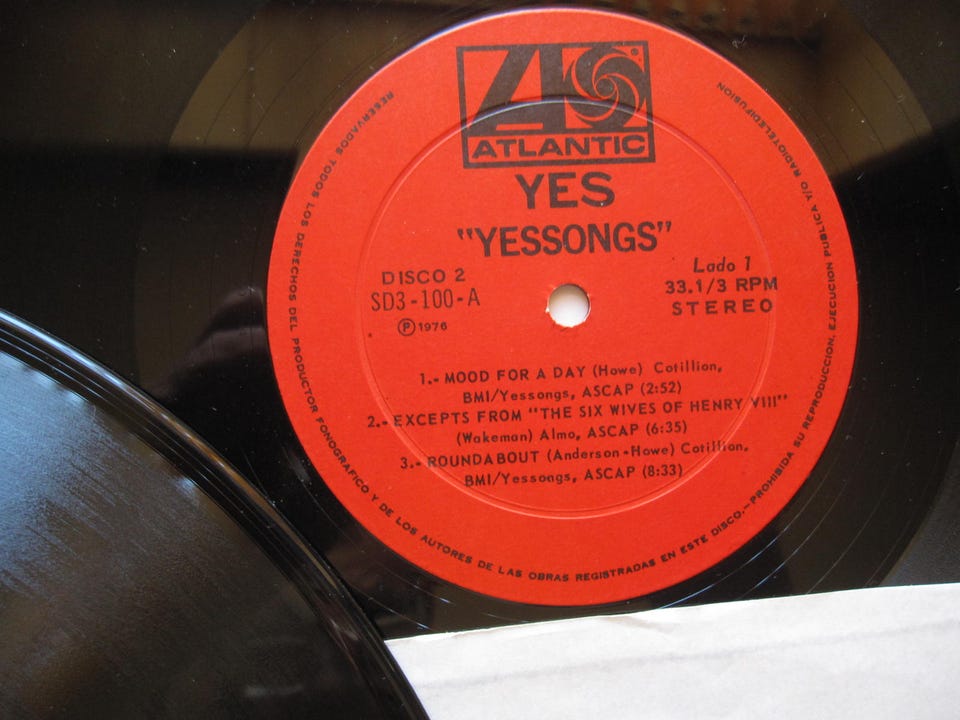 ATLANTIC
YES
"YESSONGS"
DISCO 2
SD3-100-A
Ⓟ 1976
Lado 1
33.1/3 RPM
STEREO
1.- MOOD FOR A DAY (Howe) Cotillion,
BMI/Yessongs, ASCAP (2:52)
2.- EXCEPTS FROM "THE SIX WIVES OF HENRY VIII"
(Wakeman) Almo, ASCAP (6:35)
3.- ROUNDABOUT (Anderson-Howe) Cotillion,
BMI/Yessongs, ASCAP (8:33)
RESERVADOS TODOS LOS DERECHOS DEL PRODUCTOR FONOGRAFICO Y DE LOS AUTORES DE LAS OBRAS REGISTRADAS EN ESTE DISCO.-PROHIBIDA SU REPRODUCCION, EJECUCION PUBLICA Y/O RADIOTELEDIFUSION